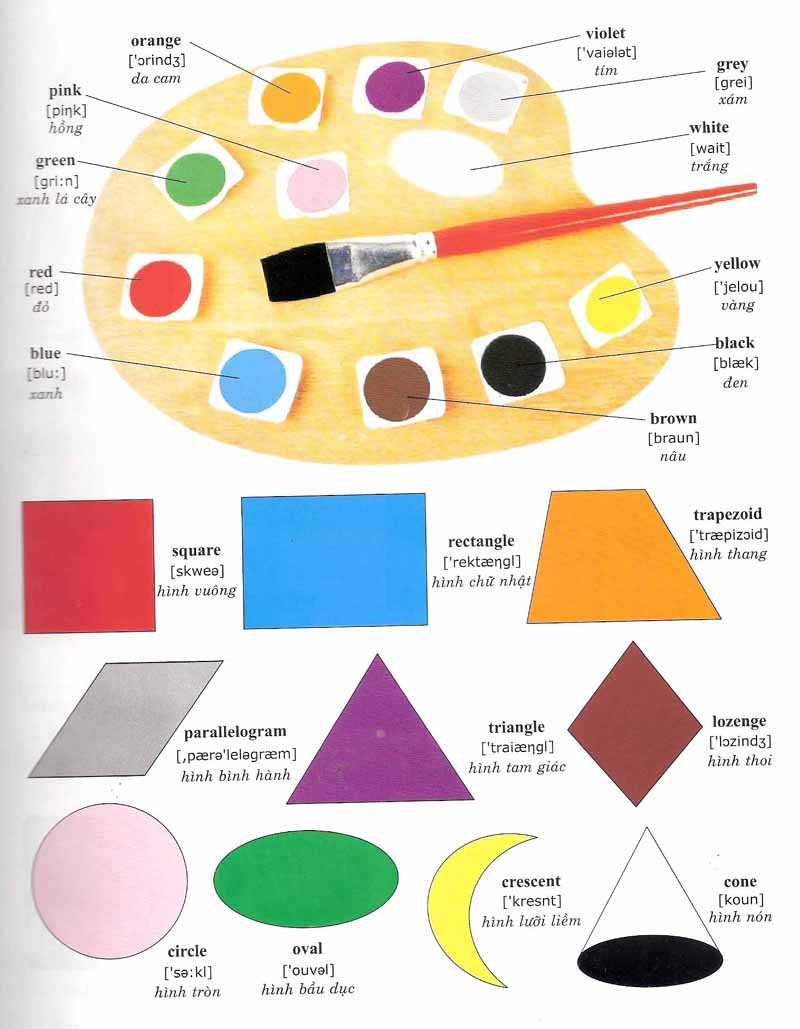 orange
['ɔrindʒ]
da cam
violet
['vaiələt]
tím
grey
[grei]
xám
pink
[piŋk]
hồng
white
[wait]
trắng
green
[gri:n]
xanh lá cây
red
[red]
đỏ
yellow
['jelou]
vàng
blue
[blu:]
xanh
black
[blæk]
đen
brown
[braun]
nâu
square
[skweə]
hình vuông
rectangle
['rektæŋgl]
hình chữ nhật
trapezoid
['træpizɔid]
hình thang
parallelogram
[,pærə'leləgræm]
hình bình hành
triangle
['traiæŋgl]
hình tam giác
lozenge
['lɔzindʒ]
hình thoi
circle
['sə:kl]
hình tròn
oval
['ouvəl]
hình bầu dục
crescent
['kresnt]
hình lưỡi liềm
cone
[koun]
hình nón